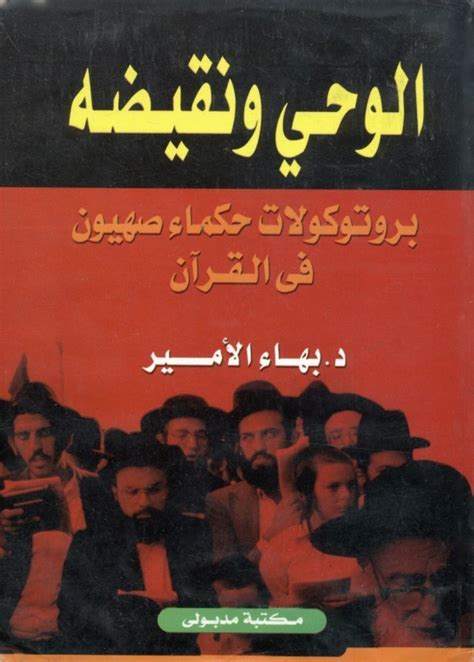 الوحي ونقيضه
بروتوكولات حكماء صهيون
فى القرآن
د. بهاء الأمير
مكتبة مدبولى